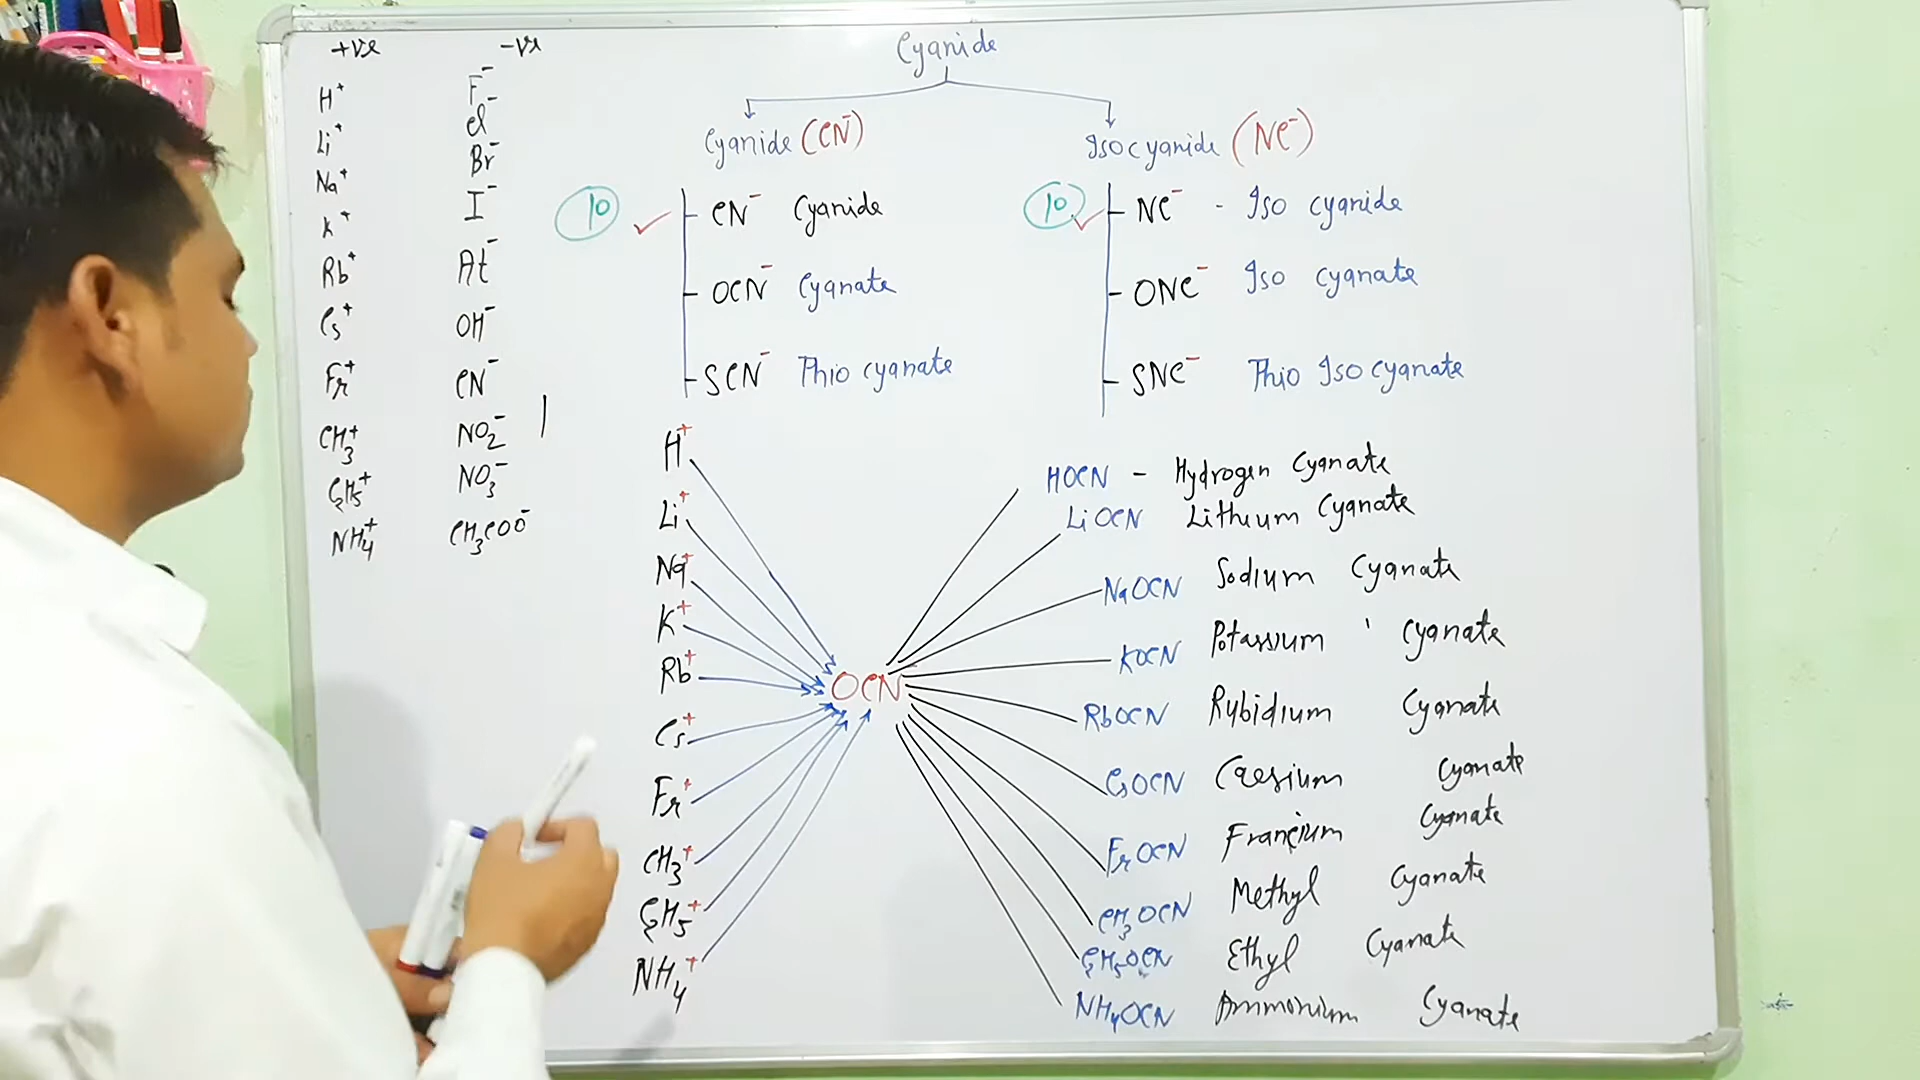 +ve -ve
H⁺ F⁻
Li⁺ Cl⁻
Na⁺ Br⁻
K⁺ I⁻
Rb⁺ At⁻
Cs⁺ OH⁻
Fr⁺ CN⁻
CH₃⁺ NO₂⁻
C₂H₅⁺ NO₃⁻
NH₄⁺ CH₃COO⁻
Cyanide
Cyanide (CN⁻)
10
CN⁻ Cyanide
OCN⁻ Cyanate
SCN⁻ Thio cyanate
Isocyanide (NC⁻)
10
NC⁻ - Iso cyanide
ONC⁻ Iso cyanate
SNC⁻ Thio Iso cyanate
H⁺
Li⁺
Na⁺
K⁺
Rb⁺
Cs⁺
Fr⁺
CH₃⁺
C₂H₅⁺
NH₄⁺
OCN⁻
HOCN - Hydrogen Cyanate
LiOCN Lithium Cyanate
NaOCN Sodium Cyanate
KOCN Potassium Cyanate
RbOCN Rybidium Cyanate
CsOCN Caesium Cyanate
FrOCN Francium Cyanate
CH₃OCN Methyl Cyanate
C₂H₅OCN Ethyl Cyanate
NH₄OCN Ammonium Cyanate